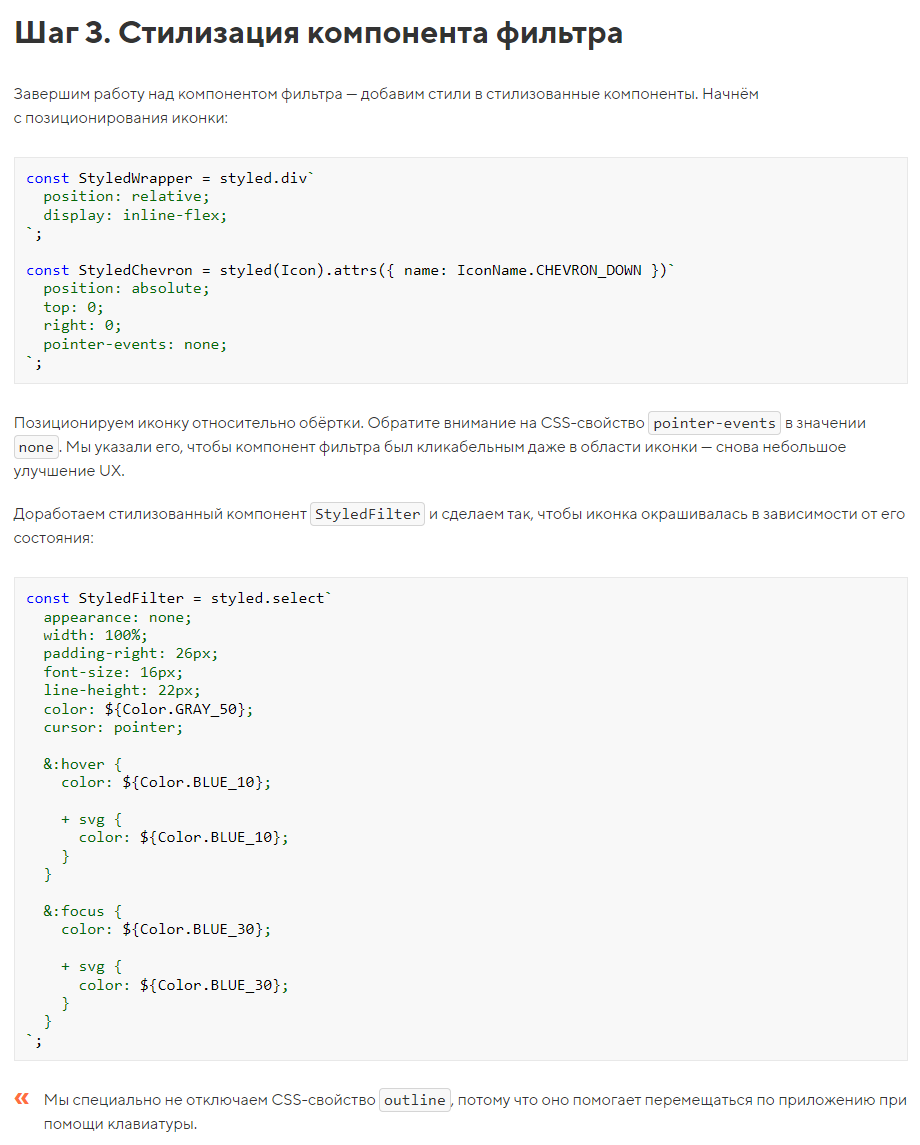 Шаг 3. Стилизация компонента фильтра
Завершим работу над компонентом фильтра — добавим стили в стилизованные компоненты. Начнём
с позиционирования иконки:
const StyledWrapper = styled.div`
  position: relative;
  display: inline-flex;
`;

const StyledChevron = styled(Icon).attrs({ name: IconName.CHEVRON_DOWN })`
  position: absolute;
  top: 0;
  right: 0;
  pointer-events: none;
`;
Позиционируем иконку относительно обёртки. Обратите внимание на CSS-свойство pointer-events в значении
none. Мы указали его, чтобы компонент фильтра был кликабельным даже в области иконки — снова небольшое
улучшение UX.
Доработаем стилизованный компонент StyledFilter и сделаем так, чтобы иконка окрашивалась в зависимости от его
состояния:
const StyledFilter = styled.select`
  appearance: none;
  width: 100%;
  padding-right: 26px;
  font-size: 16px;
  line-height: 22px;
  color: ${Color.GRAY_50};
  cursor: pointer;

  &:hover {
    color: ${Color.BLUE_10};

    + svg {
      color: ${Color.BLUE_10};
    }
  }

  &:focus {
    color: ${Color.BLUE_30};

    + svg {
      color: ${Color.BLUE_30};
    }
  }
`;
« Мы специально не отключаем CSS-свойство outline, потому что оно помогает перемещаться по приложению при
помощи клавиатуры.